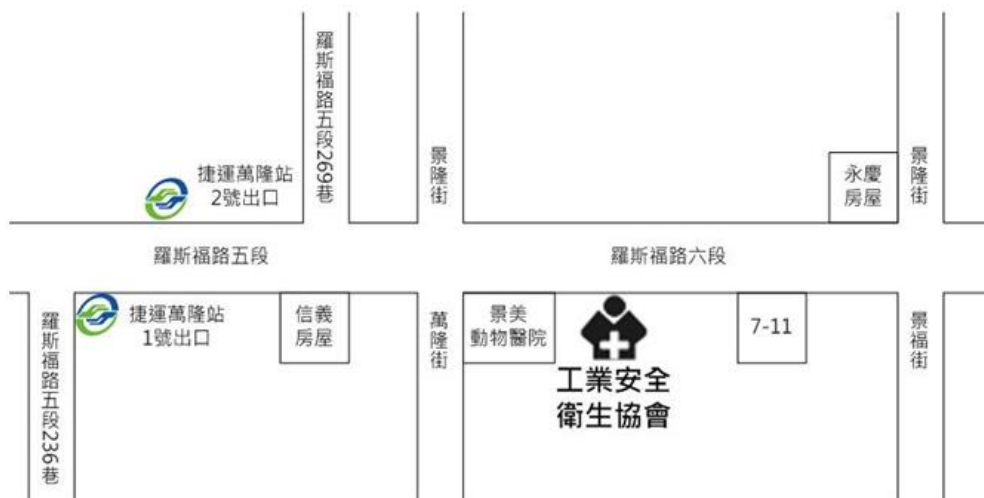 羅斯福路五段269巷
景隆街
景隆街
捷運萬隆站
2號出口
永慶
房屋
羅斯福路五段
羅斯福路六段
羅斯福路五段236巷
捷運萬隆站
1號出口
信義
房屋
萬隆街
景美
動物醫院
工業安全
衛生協會
7-11
景福街